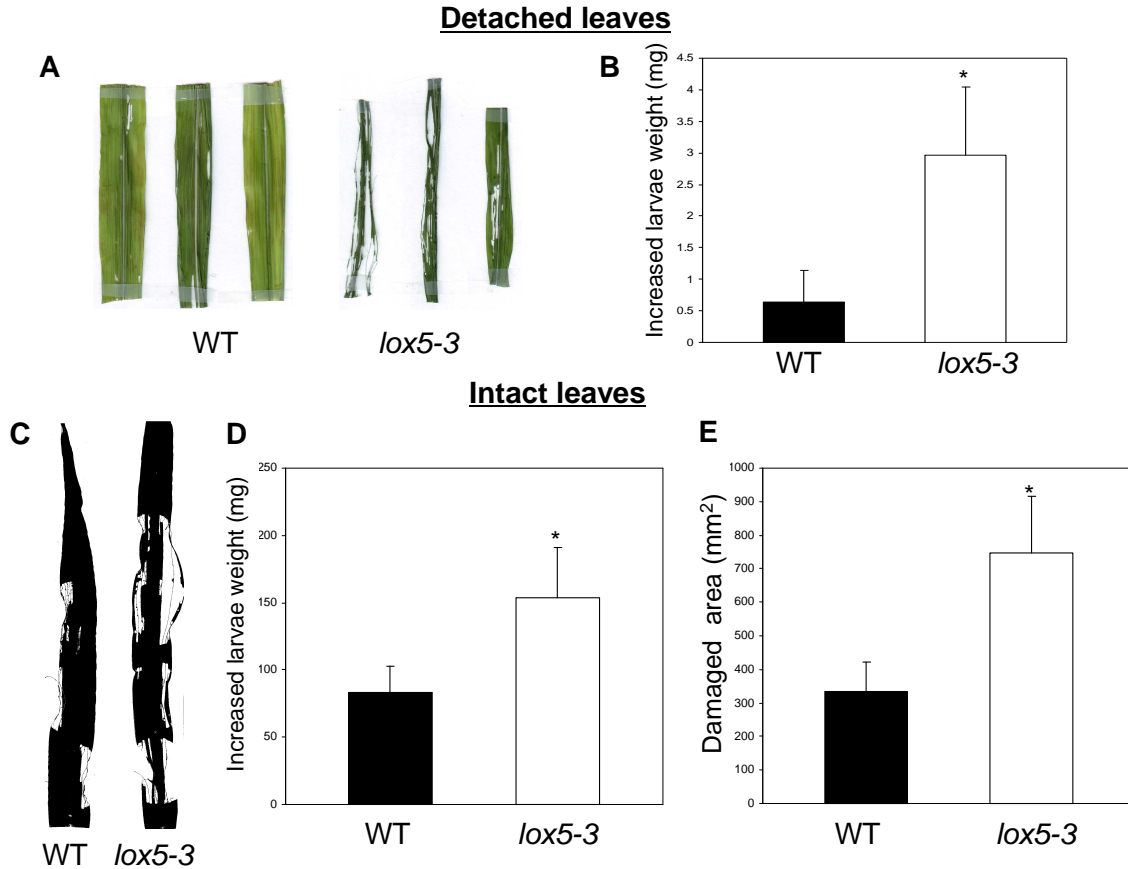 Detached leaves
A
WT
lox5-3
B
Increased larvae weight (mg)
4.5
4
3.5
3
2.5
2
1.5
1
0.5
0
*
WT
lox5-3
Intact leaves
C
WT
lox5-3
D
Increased larvae weight (mg)
250
200
150
100
50
0
*
WT
lox5-3
E
Damaged area (mm²)
1000
900
800
700
600
500
400
300
200
100
0
*
WT
lox5-3